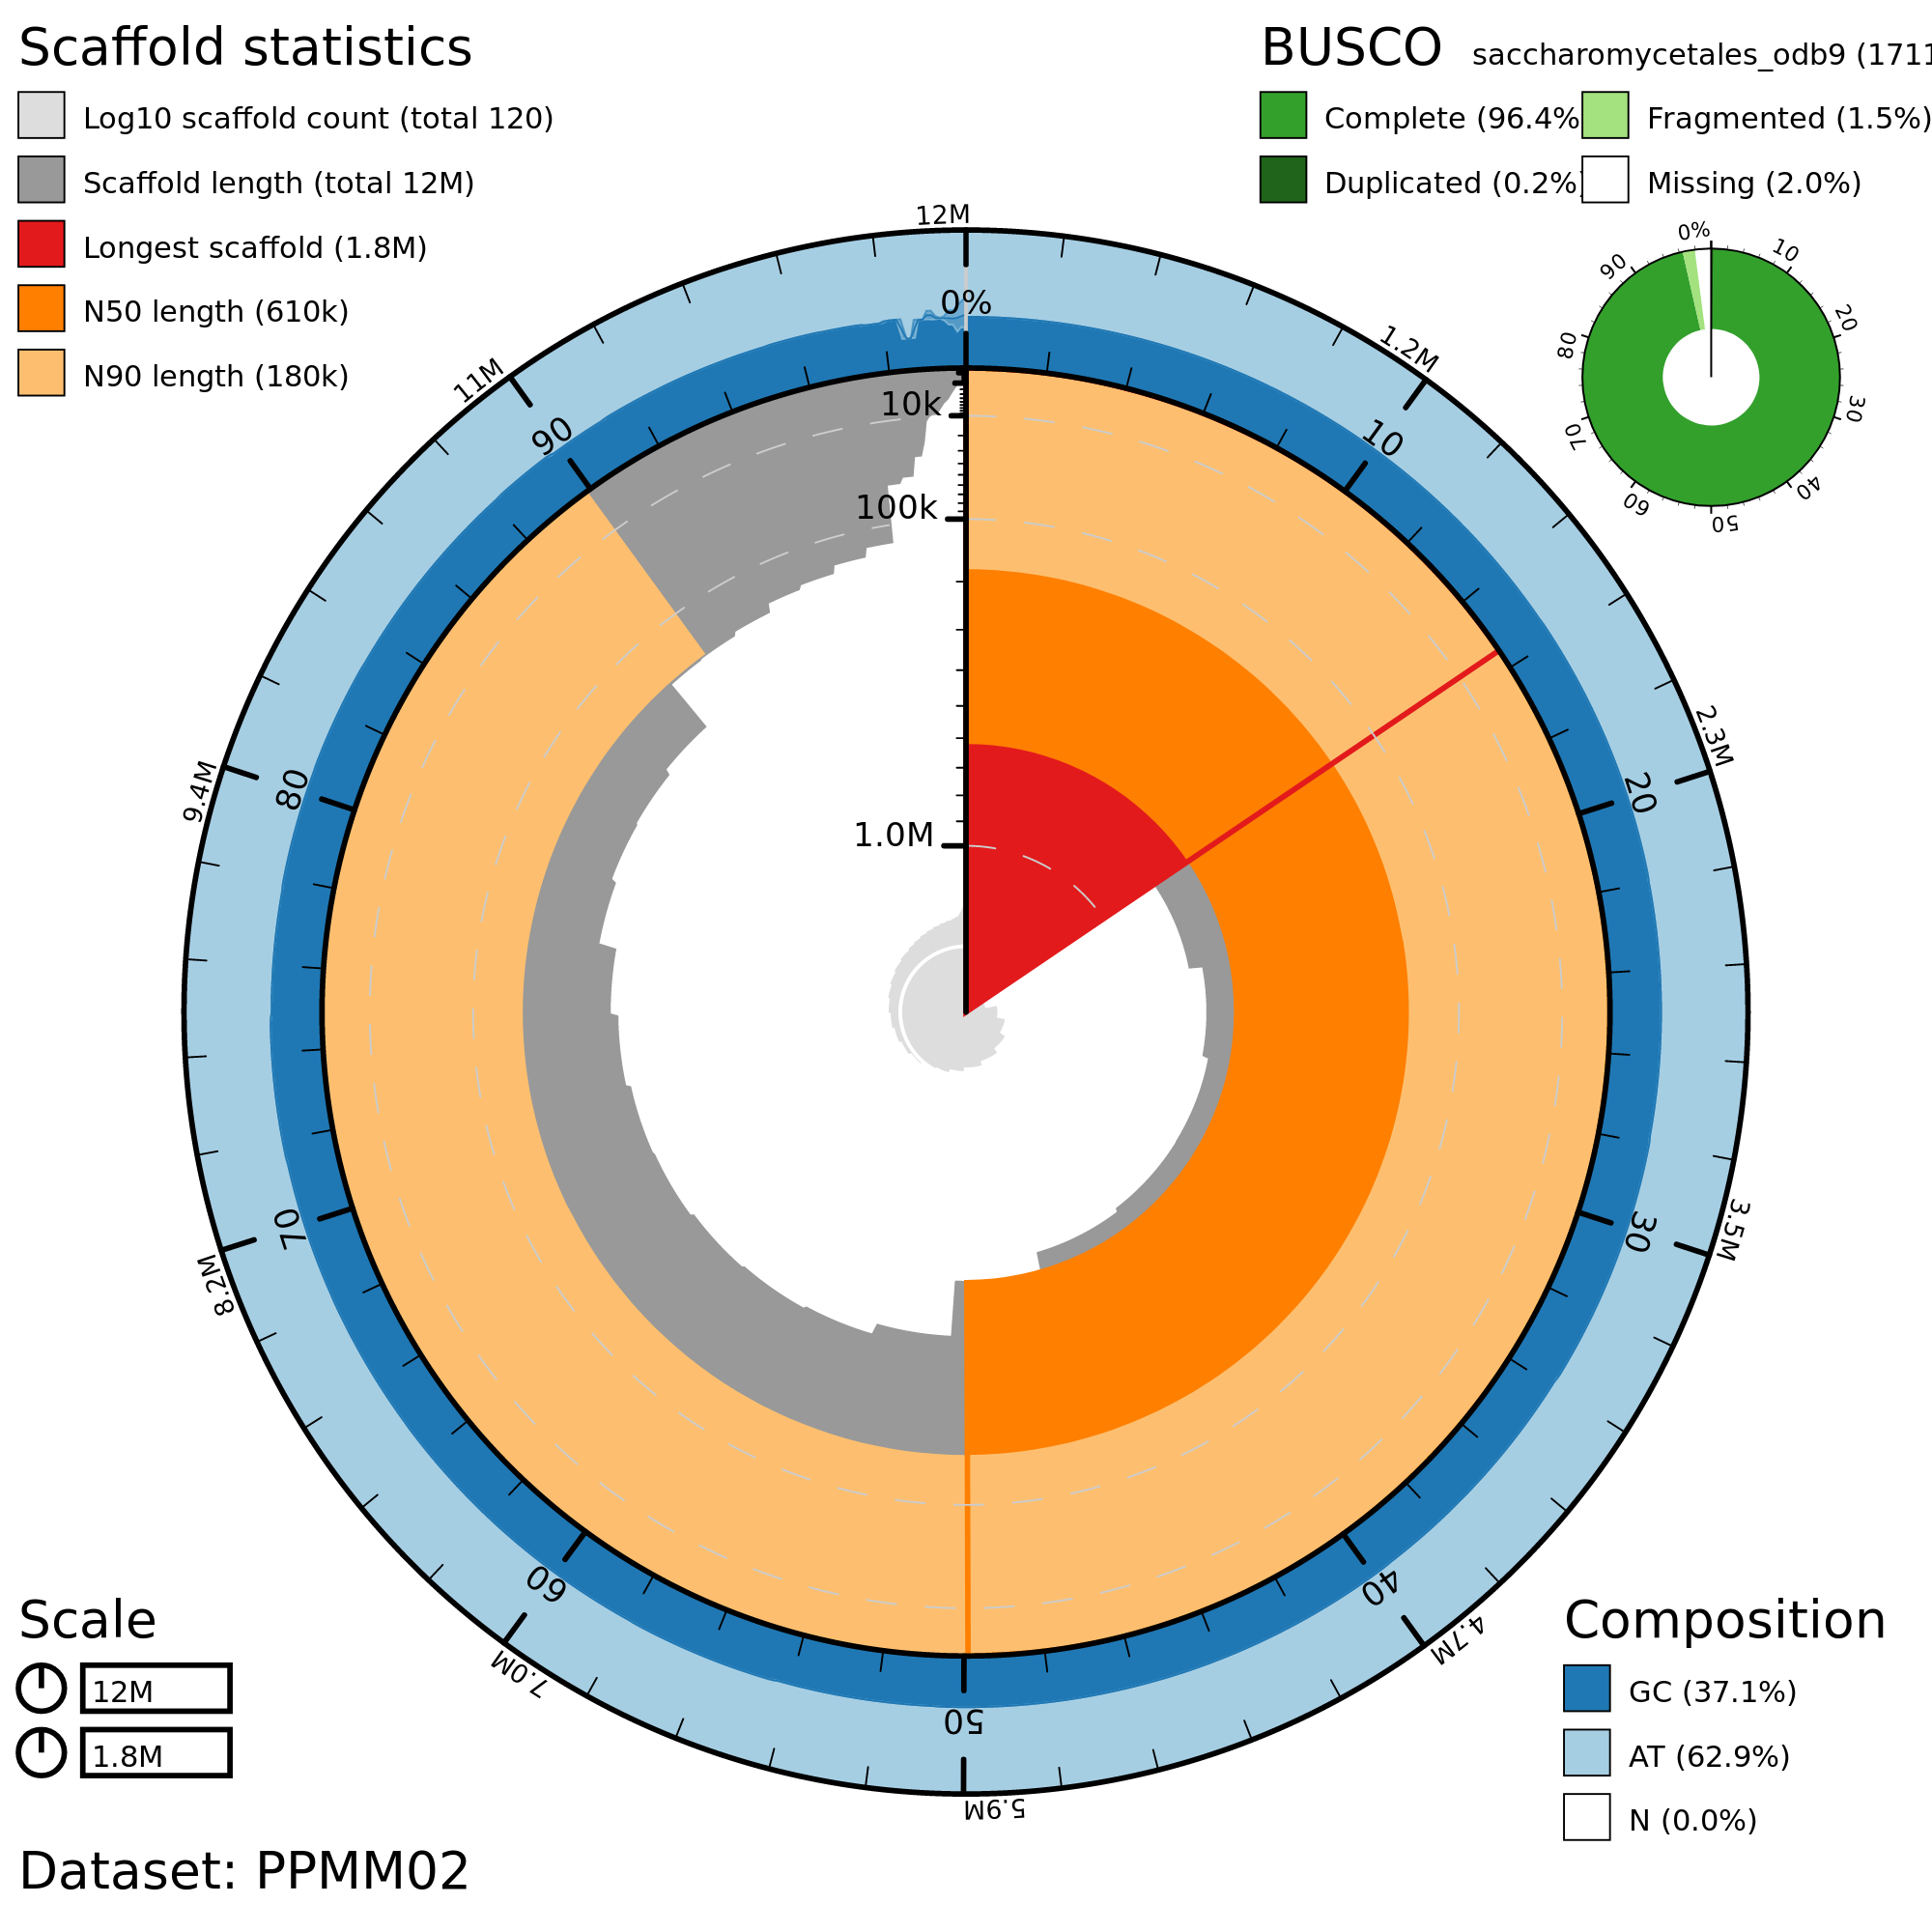 Scaffold statistics
Log10 scaffold count (total 120)
Scaffold length (total 12M)
Longest scaffold (1.8M)
N50 length (610k)
N90 length (180k)
BUSCO saccharomycetales_odb9 (1711
Complete (96.4%
Fragmented (1.5%)
Duplicated (0.2%)
Missing (2.0%)
0%
10
20
30
40
50
60
70
80
90
12M
1.2M
2.3M
3.5M
4.7M
5.9M
7.0M
8.2M
9.4M
11M
0%
10
20
30
40
50
60
70
80
90
10k
100k
1.0M
Scale
12M
1.8M
Composition
GC (37.1%)
AT (62.9%)
N (0.0%)
Dataset: PPMM02